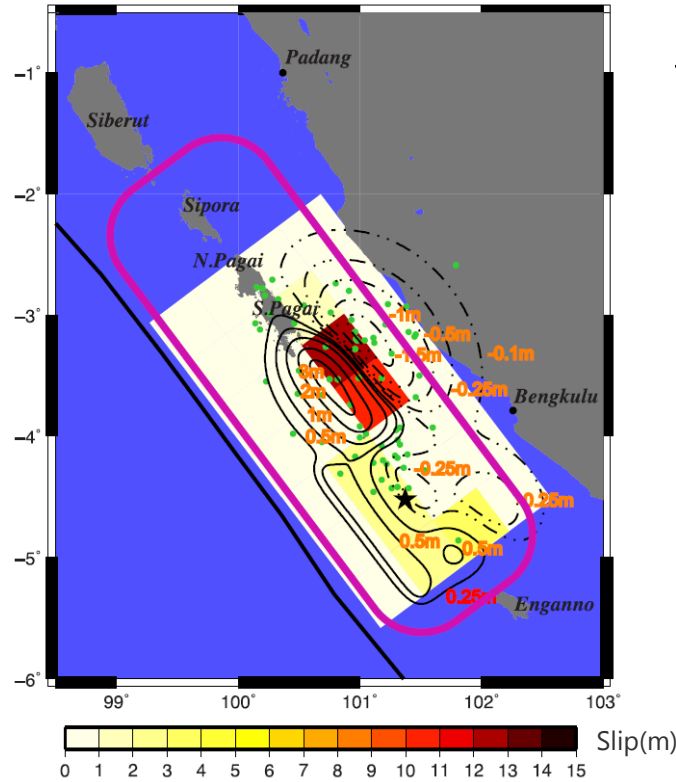 Padang
−1°
Siberut
−2°
Sipora
N.Pagai
−3°
S.Pagai
-1m
-0.5m
-0.1m
-1.5m
3m
-0.25m
2m
Bengkulu
1m
−4°
0.5m
-0.25m
0.25m
0.5m
0.5m
−5°
0.25m
Enganno
−6°
99° 100° 101° 102° 103°
Slip(m)
0 1 2 3 4 5 6 7 8 9 10 11 12 13 14 15